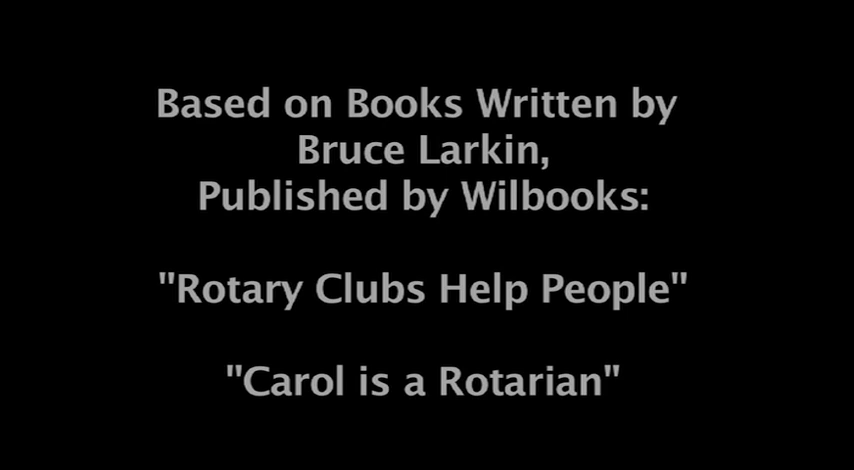 Based on Books Written by
Bruce Larkin,
Published by Wilbooks:
"Rotary Clubs Help People"
"Carol is a Rotarian"